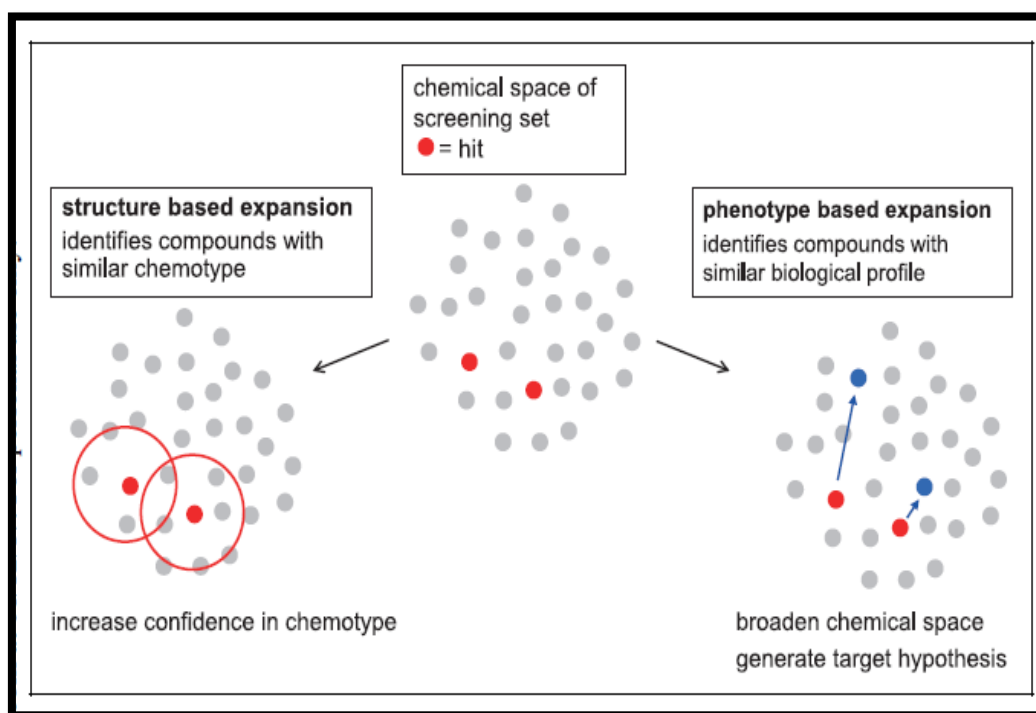 chemical space of
screening set
= hit
structure based expansion
identifies compounds with
similar chemotype
phenotype based expansion
identifies compounds with
similar biological profile
increase confidence in chemotype
broaden chemical space
generate target hypothesis